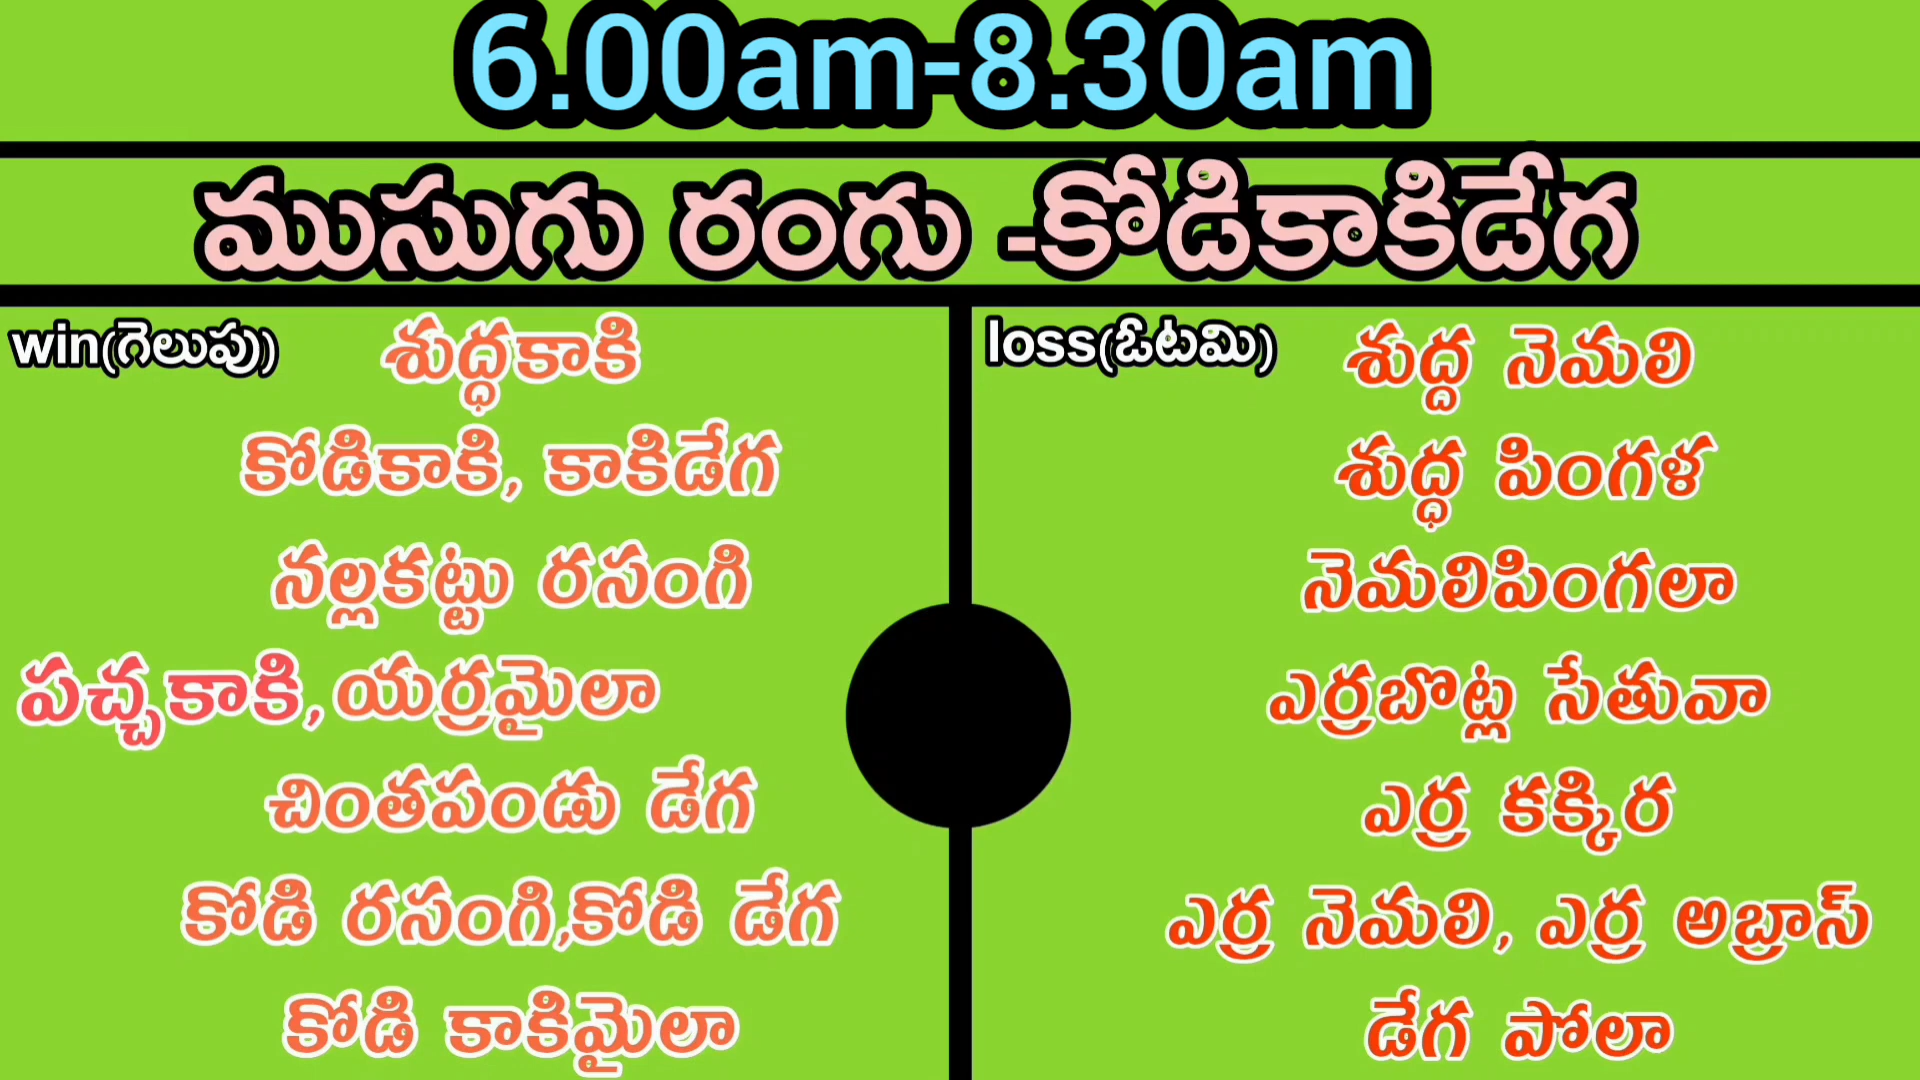 6.00am-8.30am
ముసుగు రంగు -కోడికాకిడేగ
win(గెలుపు)
శుద్ధకాకి
కోడికాకి, కాకిడేగ
నల్లకట్టు రసంగి
పచ్చకాకి, యర్రమైలా
చింతపండు డేగ
కోడి రసంగి,కోడి డేగ
కోడి కాకిమైలా
loss(ఓటమి)
శుద్ద నెమలి
శుద్ధ పింగళ
నెమలిపింగలా
ఎర్రబొట్ల సేతువా
ఎర్ర కక్కిర
ఎర్ర నెమలి, ఎర్ర అబ్రాస్
డేగ పోలా